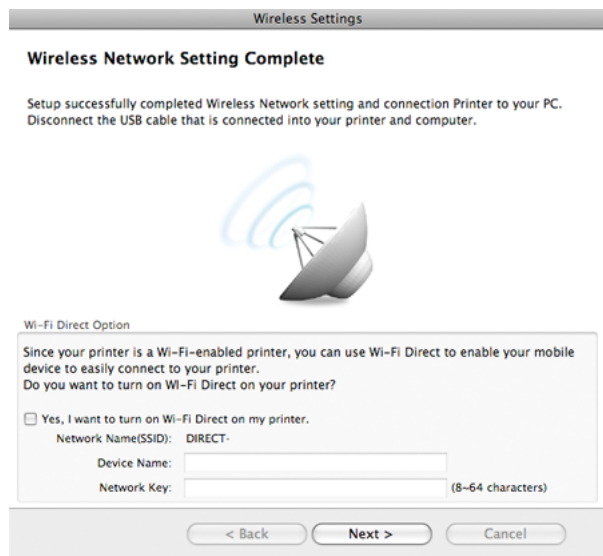 Wireless Settings
Wireless Network Setting Complete
Setup successfully completed Wireless Network setting and connection Printer to your PC.
Disconnect the USB cable that is connected into your printer and computer.
Wi-Fi Direct Option
Since your printer is a Wi-Fi-enabled printer, you can use Wi-Fi Direct to enable your mobile
device to easily connect to your printer.
Do you want to turn on WI-Fi Direct on your printer?
Yes, I want to turn on Wi-Fi Direct on my printer.
Network Name(SSID): DIRECT-
Device Name:
Network Key: (8~64 characters)
< Back Next > Cancel